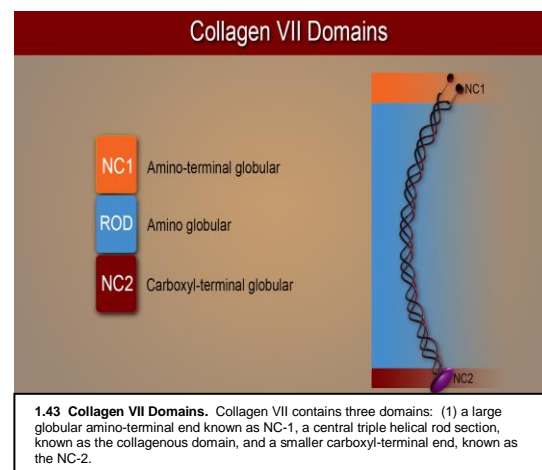 Collagen VII Domains
NC1
NC1 Amino-terminal globular
ROD Amino globular
NC2 Carboxyl-terminal globular
NC2
1.43 Collagen VII Domains. Collagen VII contains three domains: (1) a large
globular amino-terminal end known as NC-1, a central triple helical rod section,
known as the collagenous domain, and a smaller carboxyl-terminal end, known as
the NC-2.